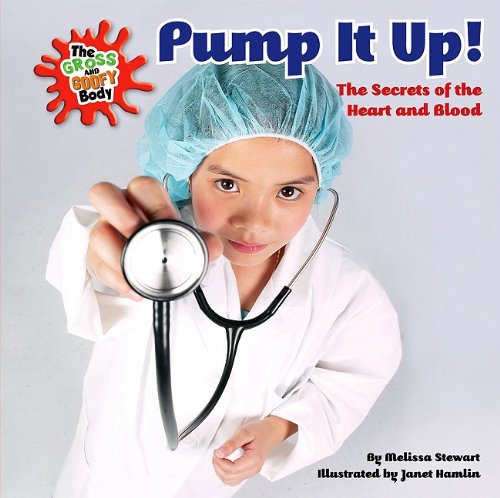 The
GROSS
AND
GOOFY
Body
Pump It Up!
The Secrets of the
Heart and Blood
By Melissa Stewart
Illustrated by Janet Hamlin